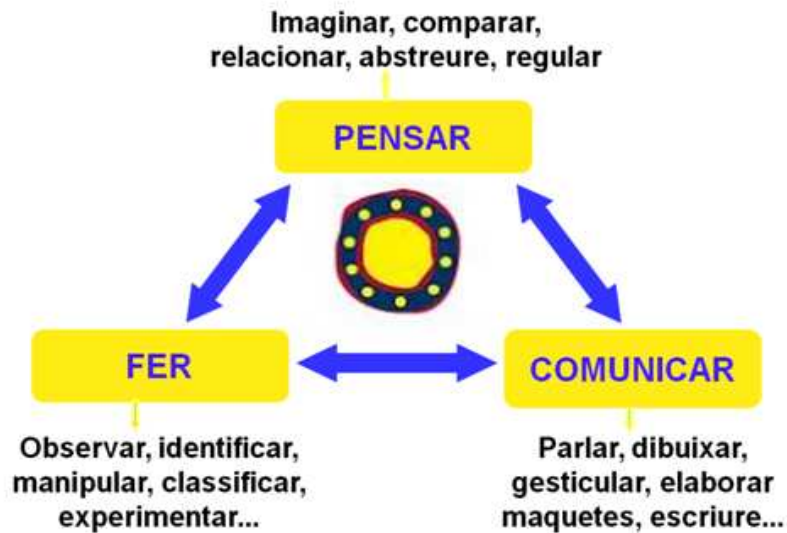 Imaginar, comparar,
relacionar, abstreure, regular
PENSAR
FER
COMUNICAR
Observar, identificar,
manipular, classificar,
experimentar...
Parlar, dibuixar,
gesticular, elaborar
maquetes, escriure...